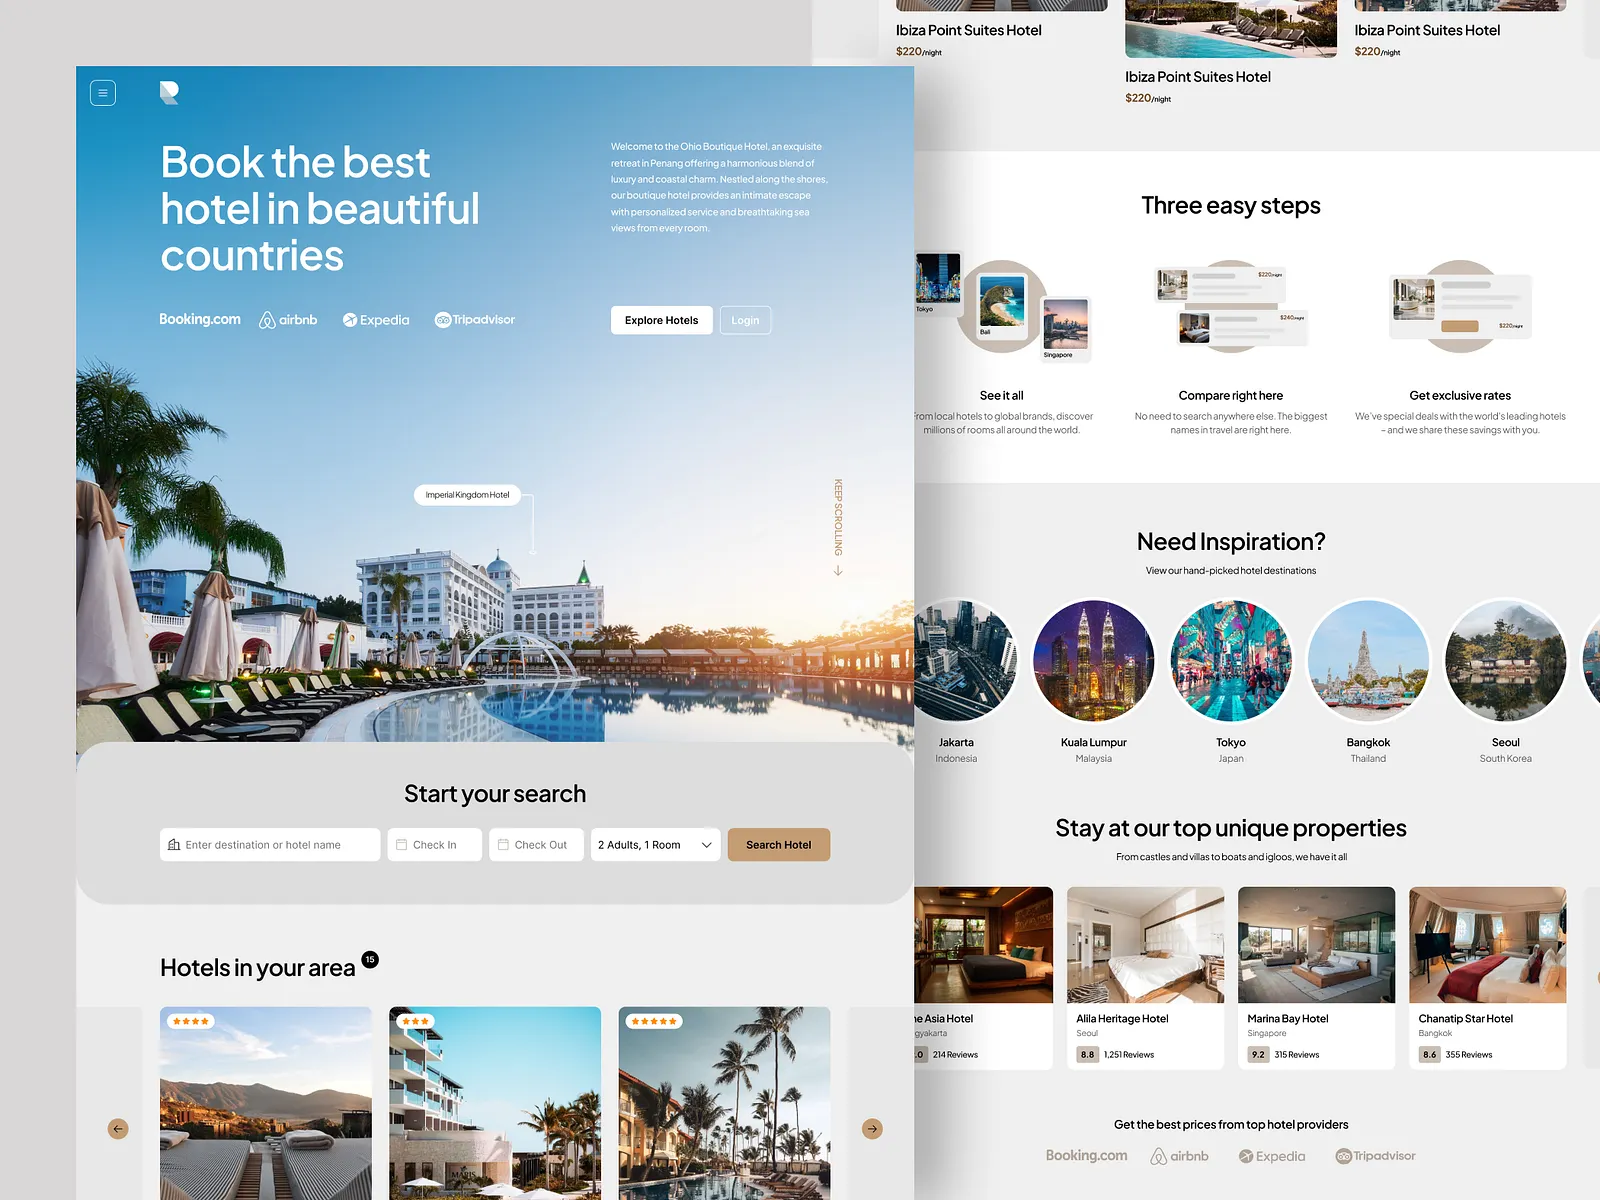 Book the best
hotel in beautiful
countries
Welcome to the Ohio Boutique Hotel, an exquisite
retreat in Penang offering a harmonious blend of
luxury and coastal charm. Nestled along the shores,
our boutique hotel provides an intimate escape
with personalized service and breathtaking sea
views from every room.
Booking.com
airbnb
Expedia
Tripadvisor
Explore Hotels
Login
Imperial Kingdom Hotel
KEEP SCROLLING
Start your search
Enter destination or hotel name
Check In
Check Out
2 Adults, 1 Room
Search Hotel
Hotels in your area
15
Ibiza Point Suites Hotel
$220/night
Ibiza Point Suites Hotel
$220/night
Ibiza Point Suites Hotel
$220/night
Three easy steps
Tokyo
Bali
Singapore
$220/night
$240/night
$220/night
See it all
From local hotels to global brands, discover
millions of rooms all around the world.
Compare right here
No need to search anywhere else. The biggest
names in travel are right here.
Get exclusive rates
We've special deals with the world's leading hotels
– and we share these savings with you.
Need Inspiration?
View our hand-picked hotel destinations
Jakarta
Indonesia
Kuala Lumpur
Malaysia
Tokyo
Japan
Bangkok
Thailand
Seoul
South Korea
Stay at our top unique properties
From castles and villas to boats and igloos, we have it all
Asia Hotel
gyakarta
.0
214 Reviews
Alila Heritage Hotel
Seoul
8.8
1,251 Reviews
Marina Bay Hotel
Singapore
9.2
315 Reviews
Chanatip Star Hotel
Bangkok
8.6
355 Reviews
Get the best prices from top hotel providers
Booking.com
airbnb
Expedia
Tripadvisor